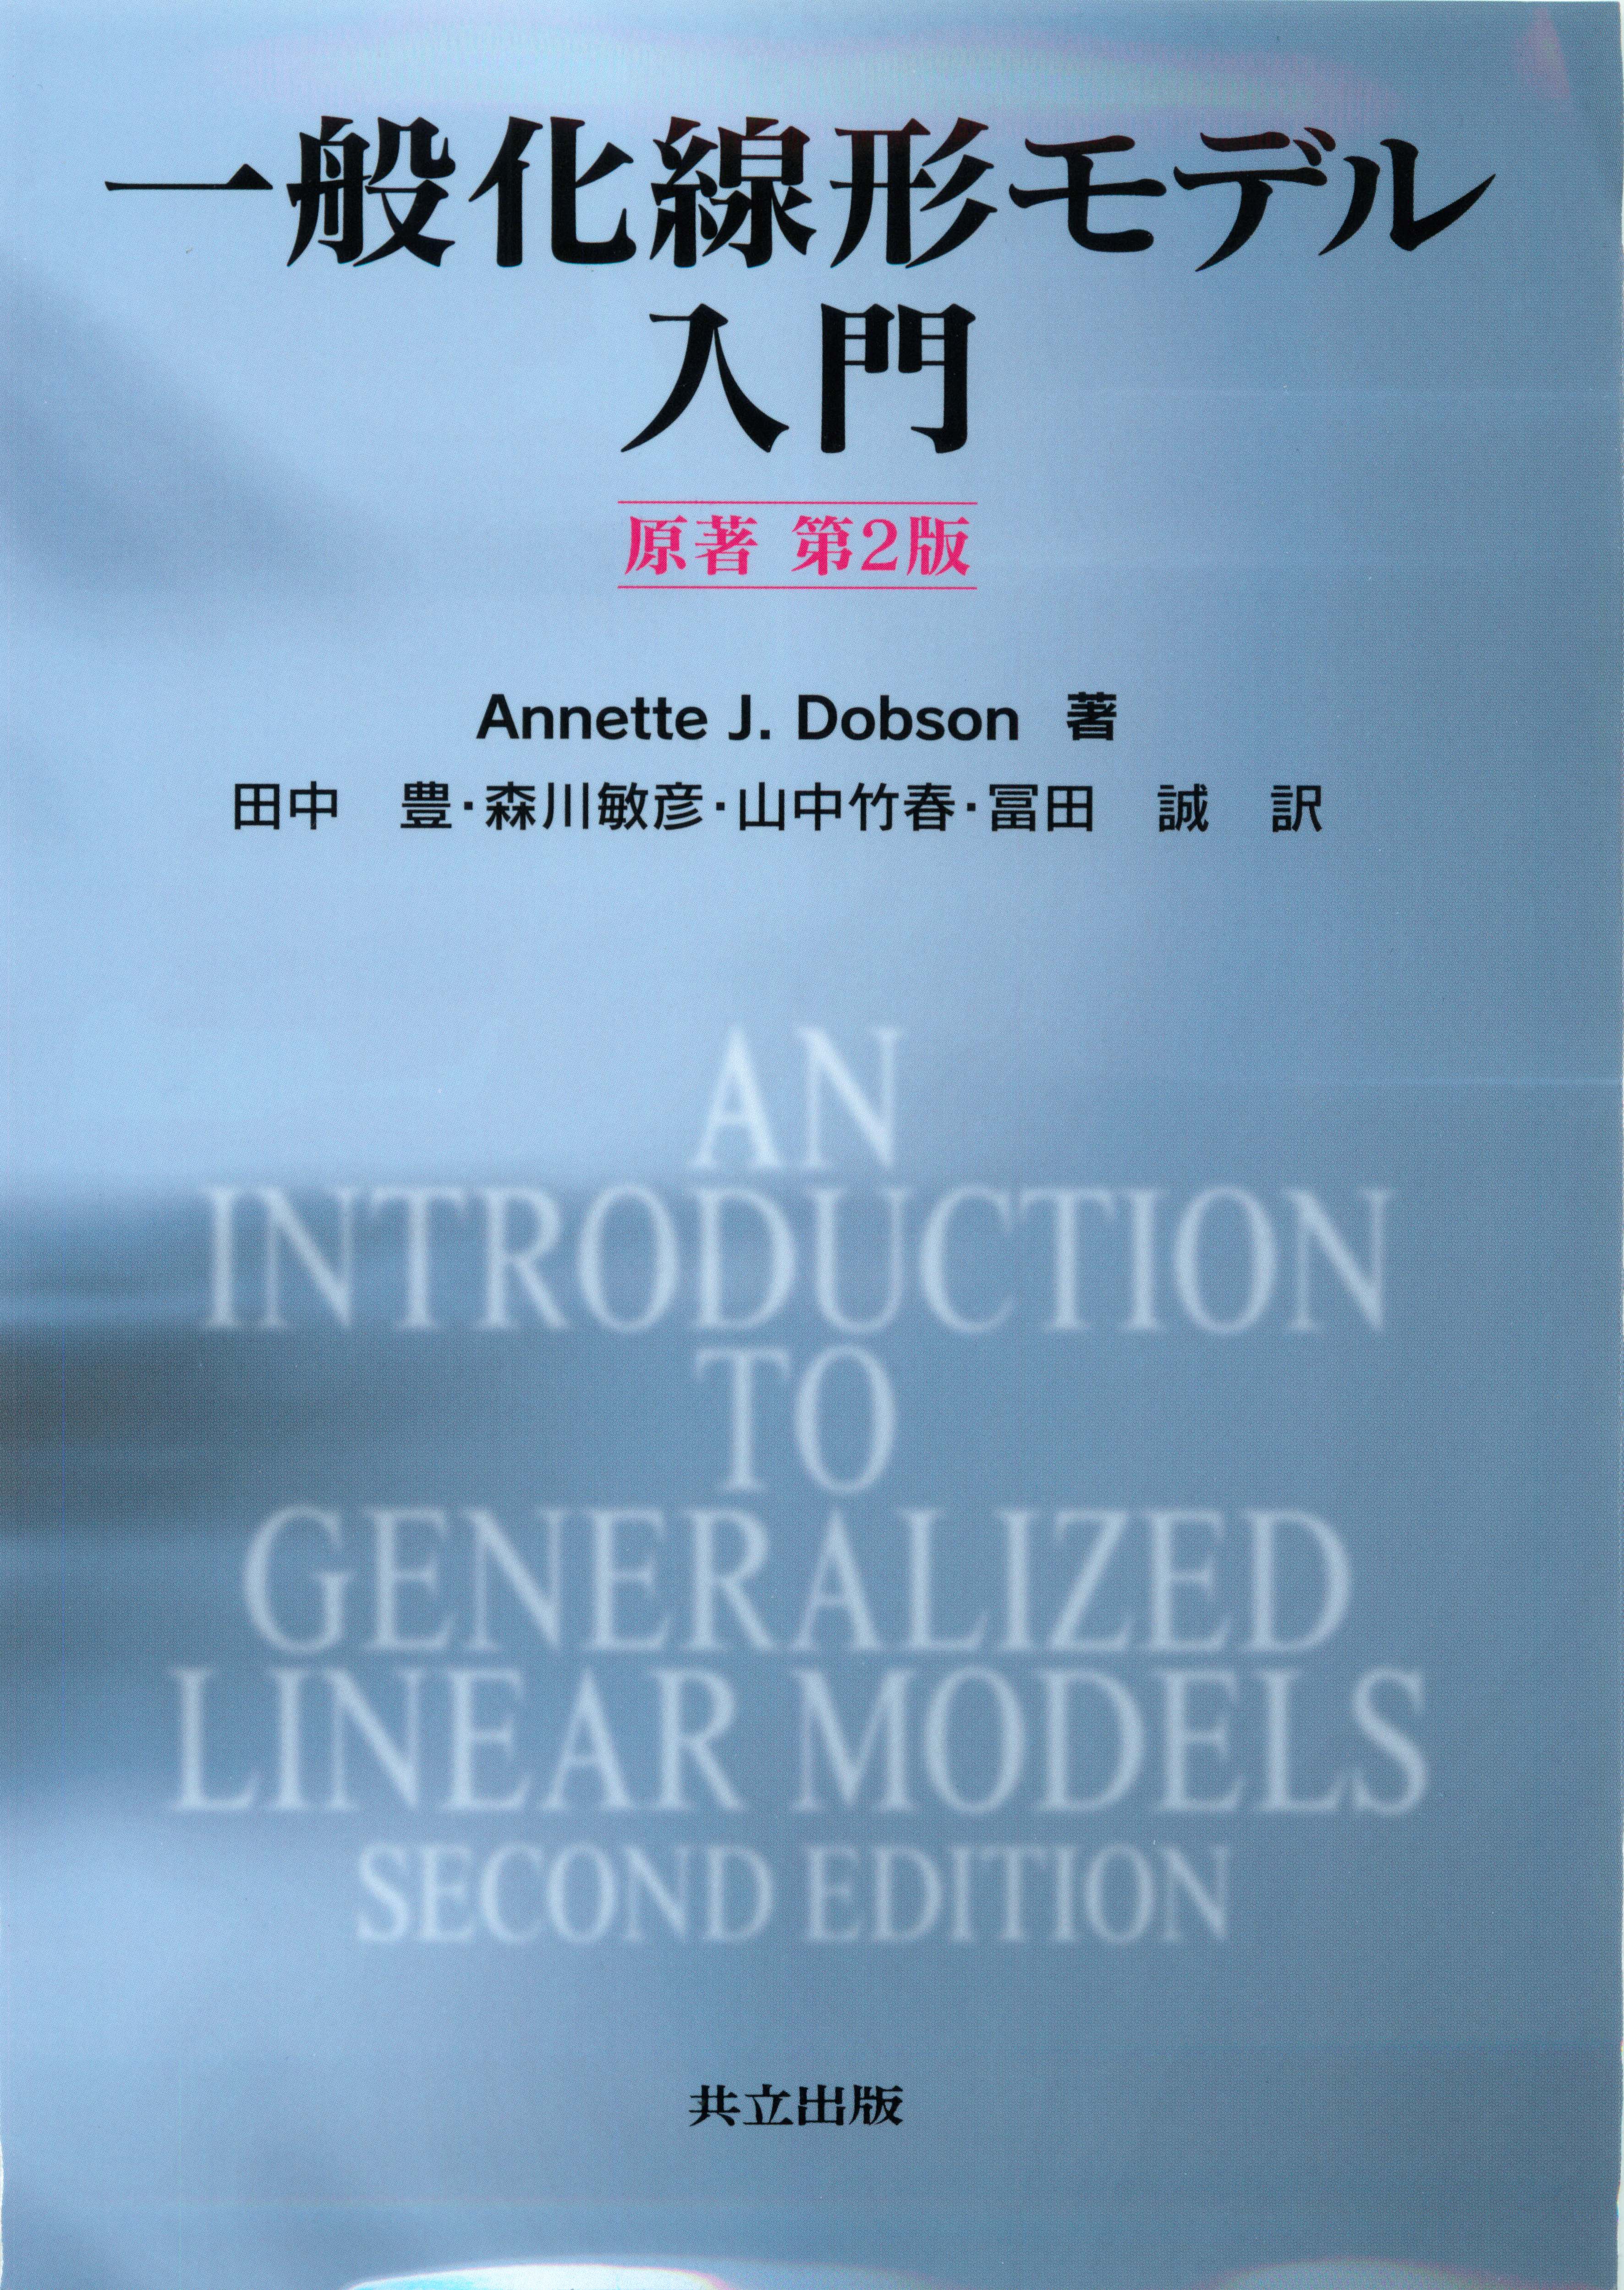 一般化線形モデル
入門
原著 第2版
Annette J. Dobson 著
田中　豊・森川敏彦・山中竹春・冨田　誠　訳
AN
INTRODUCTION
TO
GENERALIZED
LINEAR MODELS
SECOND EDITION
共立出版